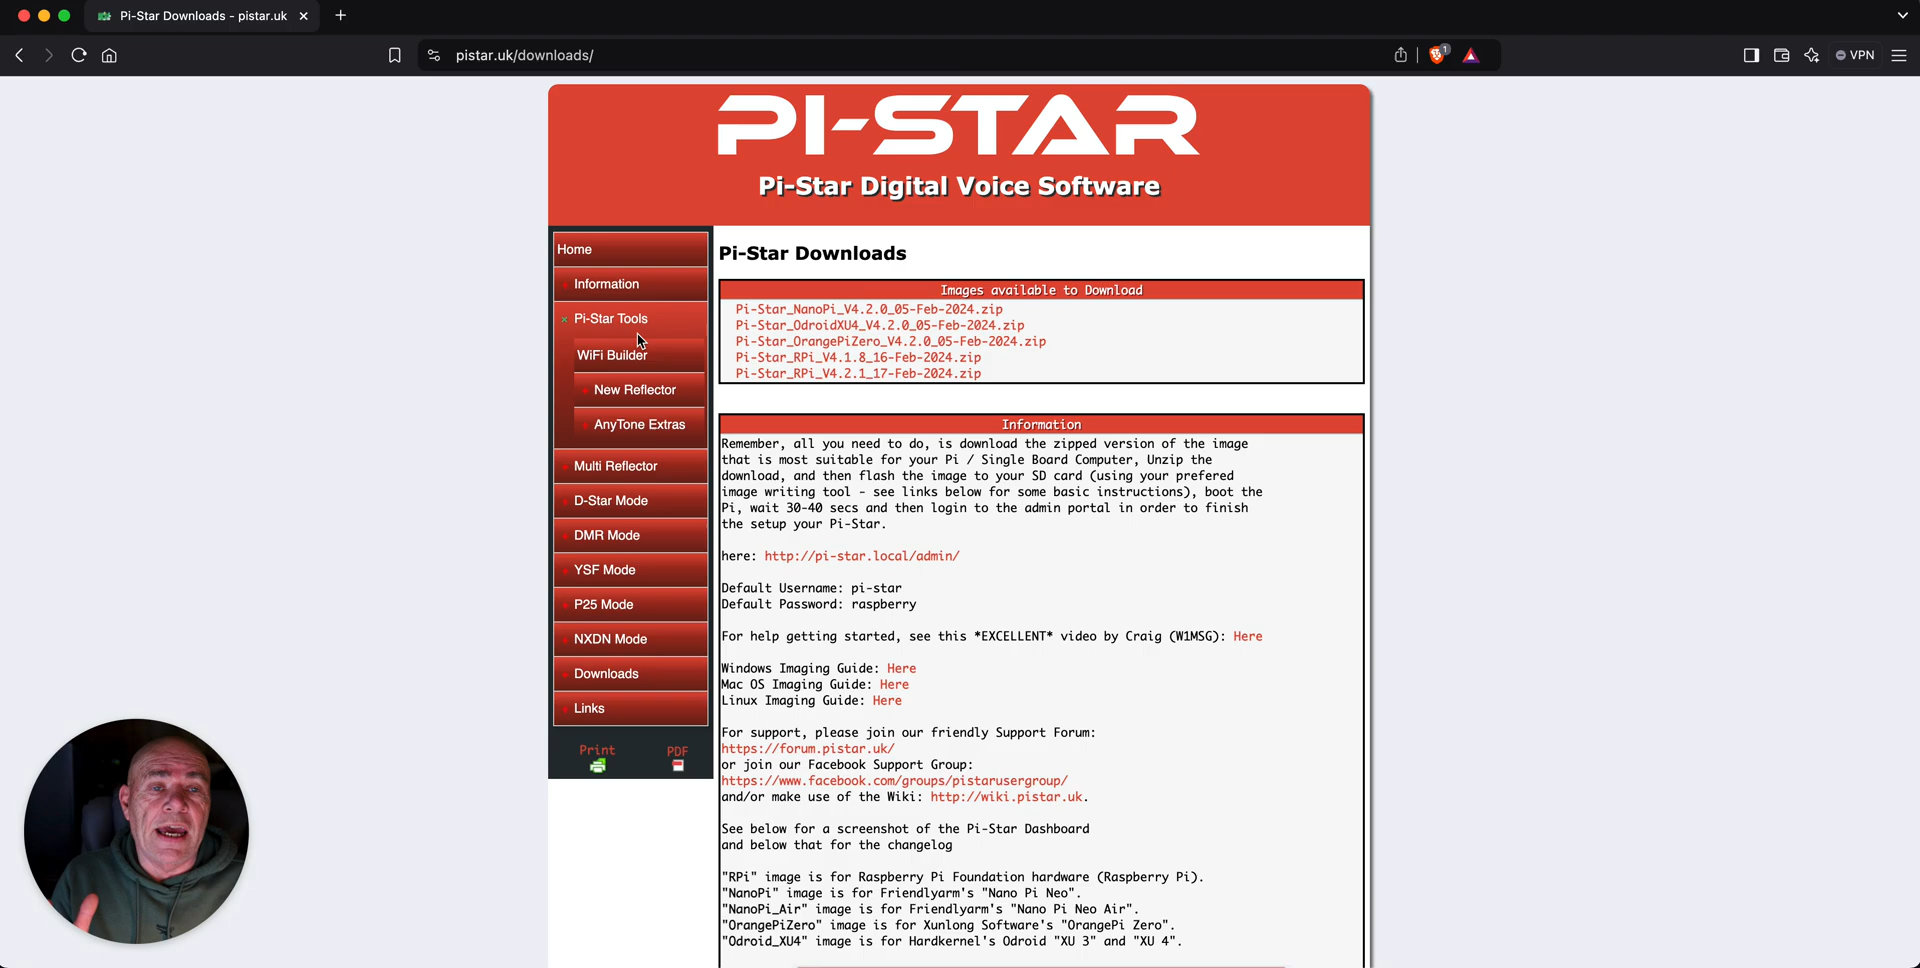 Pi-Star Downloads - pistar.uk
pistar.uk/downloads/
1
VPN
PI-STAR
Pi-Star Digital Voice Software
Home
Information
Pi-Star Tools
WiFi Builder
New Reflector
AnyTone Extras
Multi Reflector
D-Star Mode
DMR Mode
YSF Mode
P25 Mode
NXDN Mode
Downloads
Links
Print
PDF
Pi-Star Downloads
Images available to Download
Pi-Star_NanoPi_V4.2.0_05-Feb-2024.zip
Pi-Star_OdroidXU4_V4.2.0_05-Feb-2024.zip
Pi-Star_OrangePiZero_V4.2.0_05-Feb-2024.zip
Pi-Star_RPi_V4.1.8_16-Feb-2024.zip
Pi-Star_RPi_V4.2.1_17-Feb-2024.zip
Information
Remember, all you need to do, is download the zipped version of the image
that is most suitable for your Pi / Single Board Computer, Unzip the
download, and then flash the image to your SD card (using your prefered
image writing tool - see links below for some basic instructions), boot the
Pi, wait 30-40 secs and then login to the admin portal in order to finish
the setup your Pi-Star.
here: http://pi-star.local/admin/
Default Username: pi-star
Default Password: raspberry
For help getting started, see this *EXCELLENT* video by Craig (W1MSG): Here
Windows Imaging Guide: Here
Mac OS Imaging Guide: Here
Linux Imaging Guide: Here
For support, please join our friendly Support Forum:
https://forum.pistar.uk/
or join our Facebook Support Group:
https://www.facebook.com/groups/pistarusergroup/
and/or make use of the Wiki: http://wiki.pistar.uk.
See below for a screenshot of the Pi-Star Dashboard
and below that for the changelog
"RPi" image is for Raspberry Pi Foundation hardware (Raspberry Pi).
"NanoPi" image is for Friendlyarm's "Nano Pi Neo".
"NanoPi_Air" image is for Friendlyarm's "Nano Pi Neo Air".
"OrangePiZero" image is for Xunlong Software's "OrangePi Zero".
"Odroid_XU4" image is for Hardkernel's Odroid "XU 3" and "XU 4".